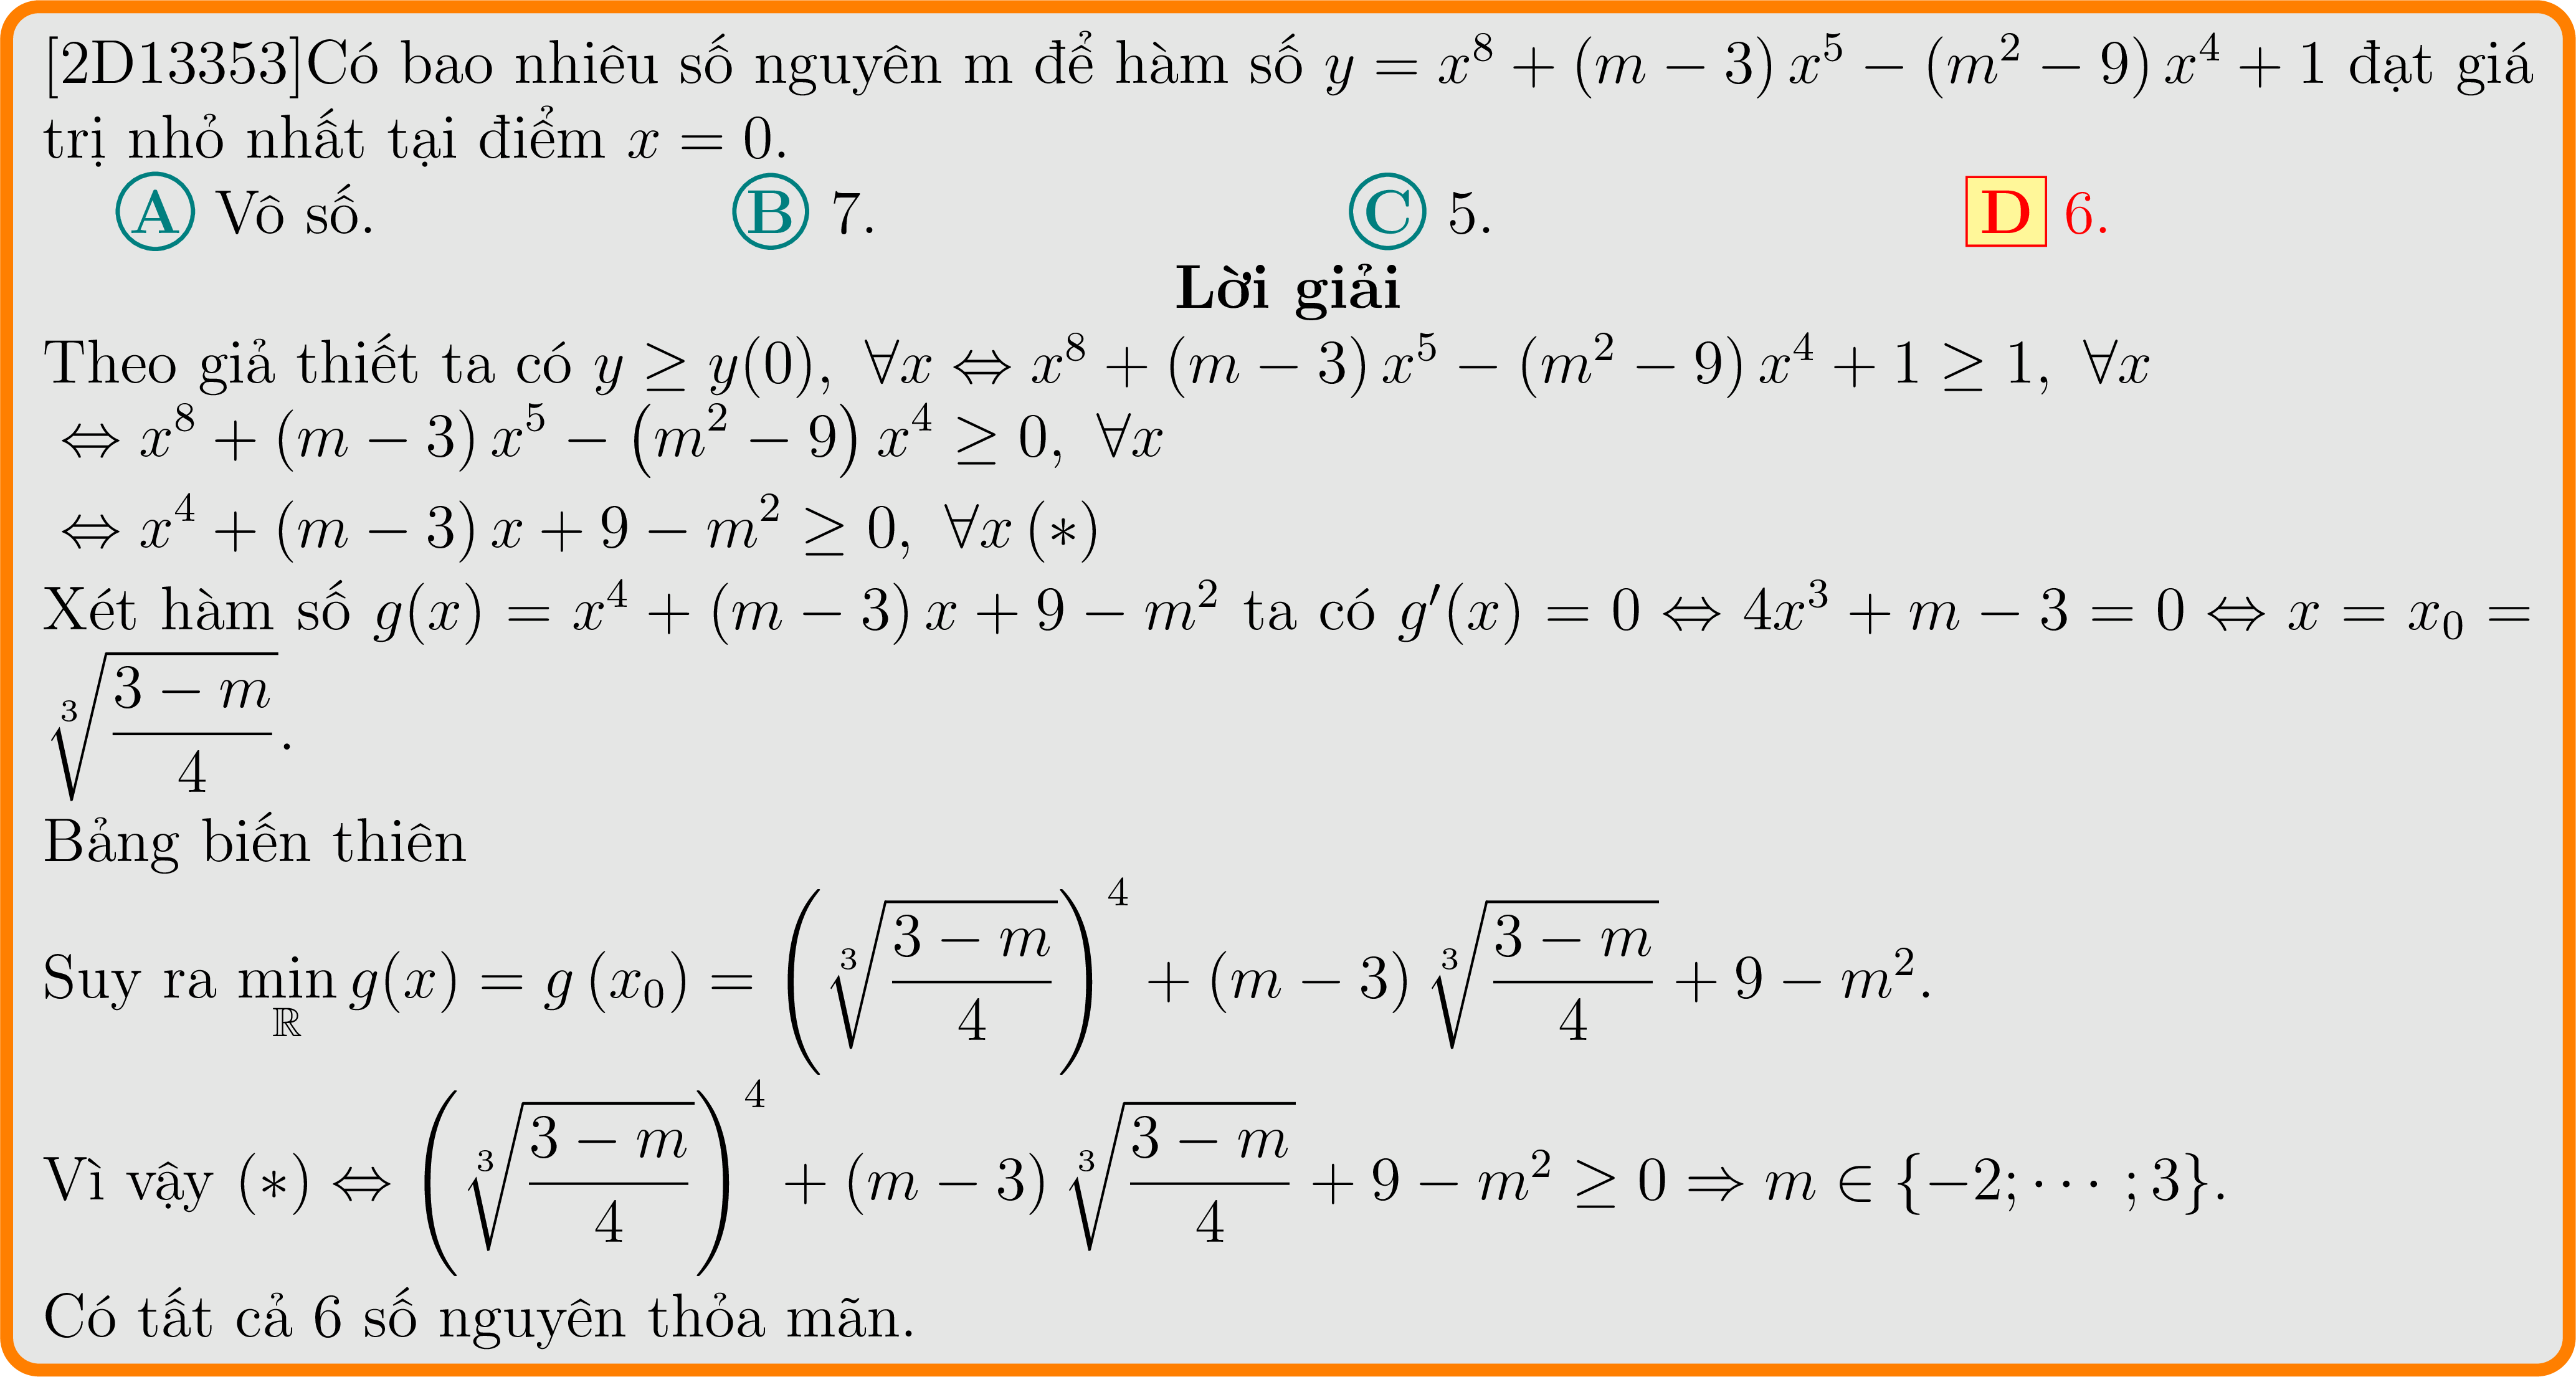 [2D13353]Có bao nhiêu số nguyên m để hàm số $y = x^8 + (m-3)\,x^5 - (m^2-9)\,x^4 + 1$ đạt giá
trị nhỏ nhất tại điểm $x = 0$.
A Vô số. B 7. C 5. D 6.
Lời giải
Theo giả thiết ta có $y \geq y(0),\ \forall x \Leftrightarrow x^8 + (m-3)\,x^5 - (m^2-9)\,x^4 + 1 \geq 1,\ \forall x$
$\Leftrightarrow x^8 + (m-3)\,x^5 - (m^2-9)\,x^4 \geq 0,\ \forall x$
$\Leftrightarrow x^4 + (m-3)\,x + 9 - m^2 \geq 0,\ \forall x\,(*)$
Xét hàm số $g(x) = x^4 + (m-3)\,x + 9 - m^2$ ta có $g'(x) = 0 \Leftrightarrow 4x^3 + m - 3 = 0 \Leftrightarrow x = x_0 =$
$\sqrt[3]{\dfrac{3-m}{4}}$.
Bảng biến thiên
Suy ra $\min\limits_{\mathbb{R}} g(x) = g(x_0) = \left(\sqrt[3]{\dfrac{3-m}{4}}\right)^4 + (m-3)\sqrt[3]{\dfrac{3-m}{4}} + 9 - m^2$.
Vì vậy $(*) \Leftrightarrow \left(\sqrt[3]{\dfrac{3-m}{4}}\right)^4 + (m-3)\sqrt[3]{\dfrac{3-m}{4}} + 9 - m^2 \geq 0 \Rightarrow m \in \{-2; \cdots; 3\}$.
Có tất cả 6 số nguyên thỏa mãn.